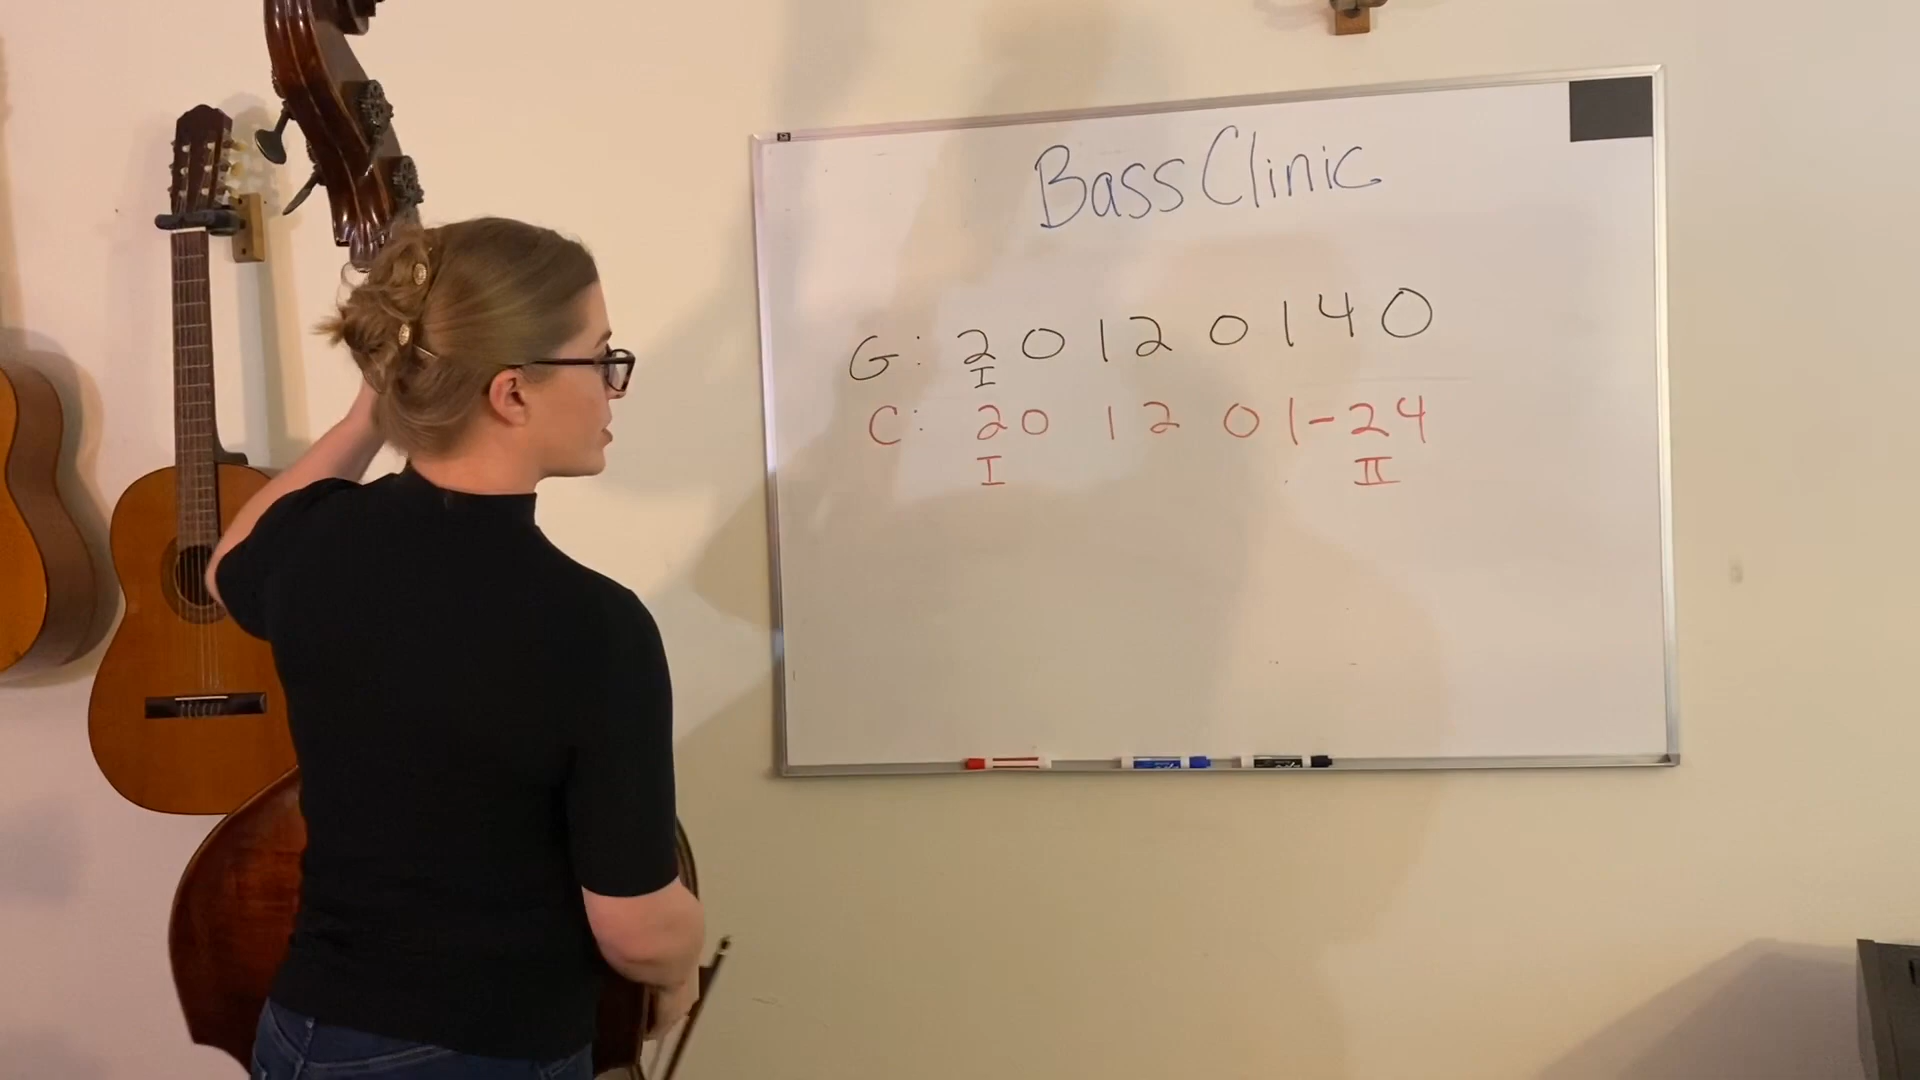 Bass Clinic
G: 2 0 1 2 0 1 4 0
I
C: 2 0 1 2 0 1-2 4
I II